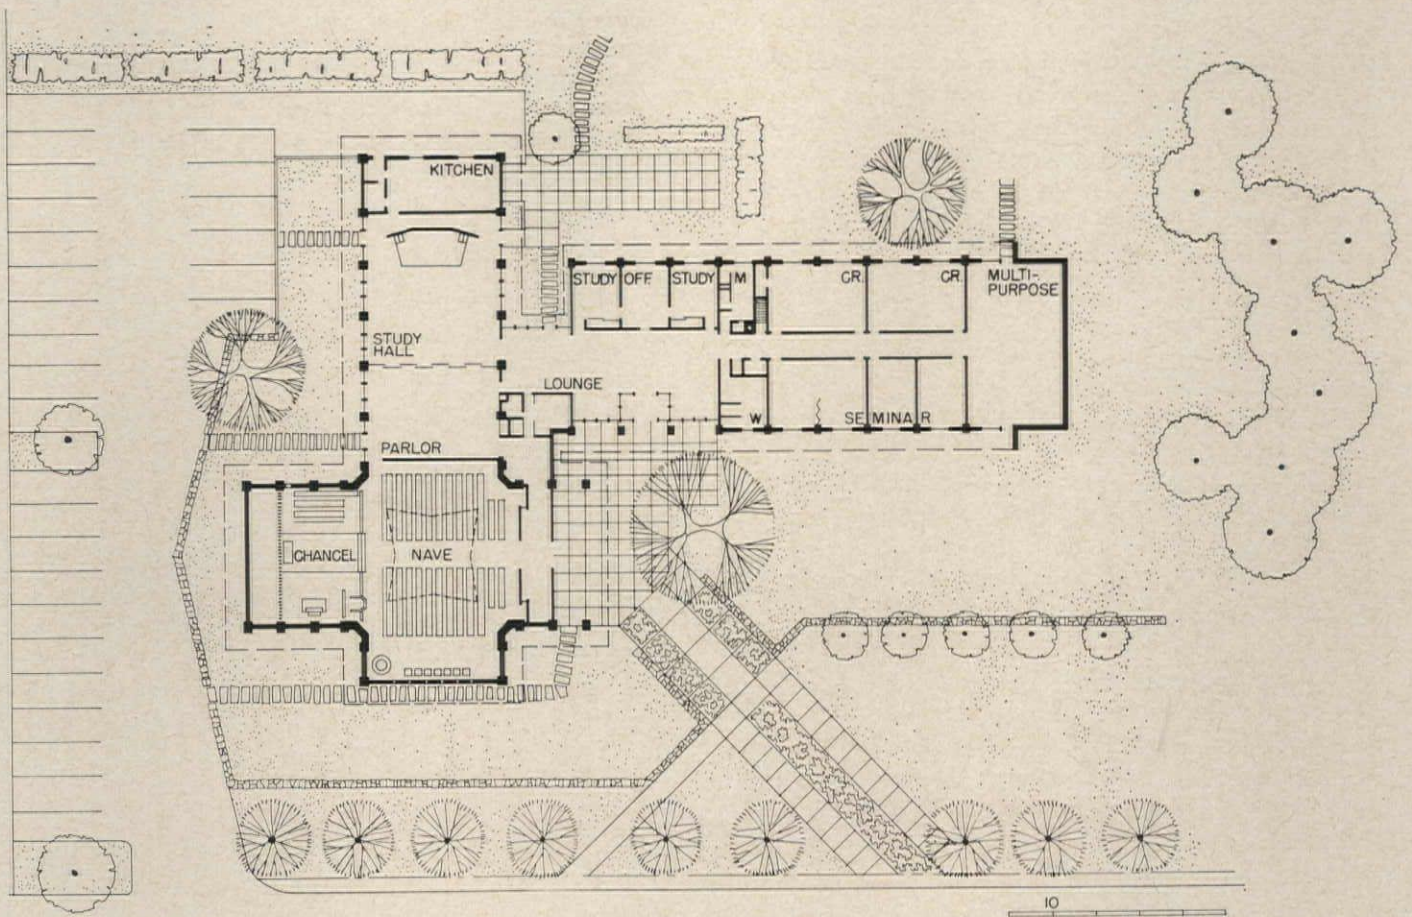 KITCHEN
STUDY
OFF.
STUDY
M
CR.
CR.
MULTI-
PURPOSE
STUDY
HALL
LOUNGE
W
SEMINAR
PARLOR
CHANCEL
NAVE
10